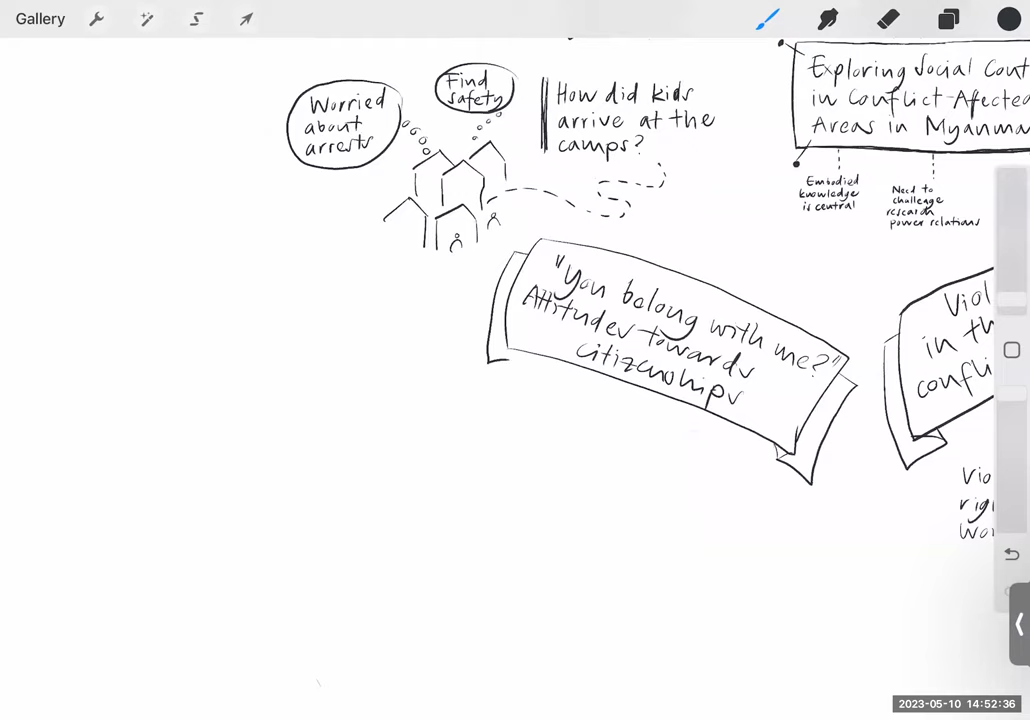 Gallery
Worried
about
arrests
Find
safety
How did kids
arrive at the
camps?
Exploring Social Cont
in Conflict-Affected
Areas in Myanma
Embodied
knowledge
is central
Need to
challenge
research
power relations
"You belong with me?"
Attitudes towards
citizenships
Viol
in th
confli
Vio
rig
wor
2023-05-10 14:52:36